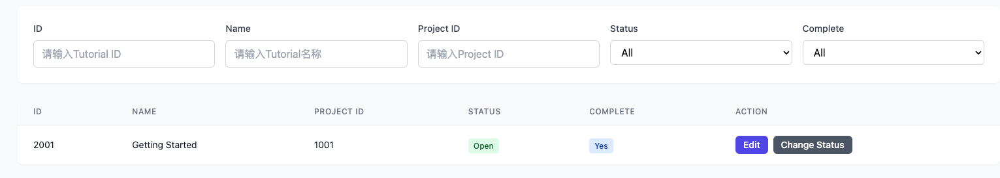 ID Name Project ID Status Complete
请输入Tutorial ID 请输入Tutorial名称 请输入Project ID All All
ID NAME PROJECT ID STATUS COMPLETE ACTION
2001 Getting Started 1001 Open Yes Edit Change Status